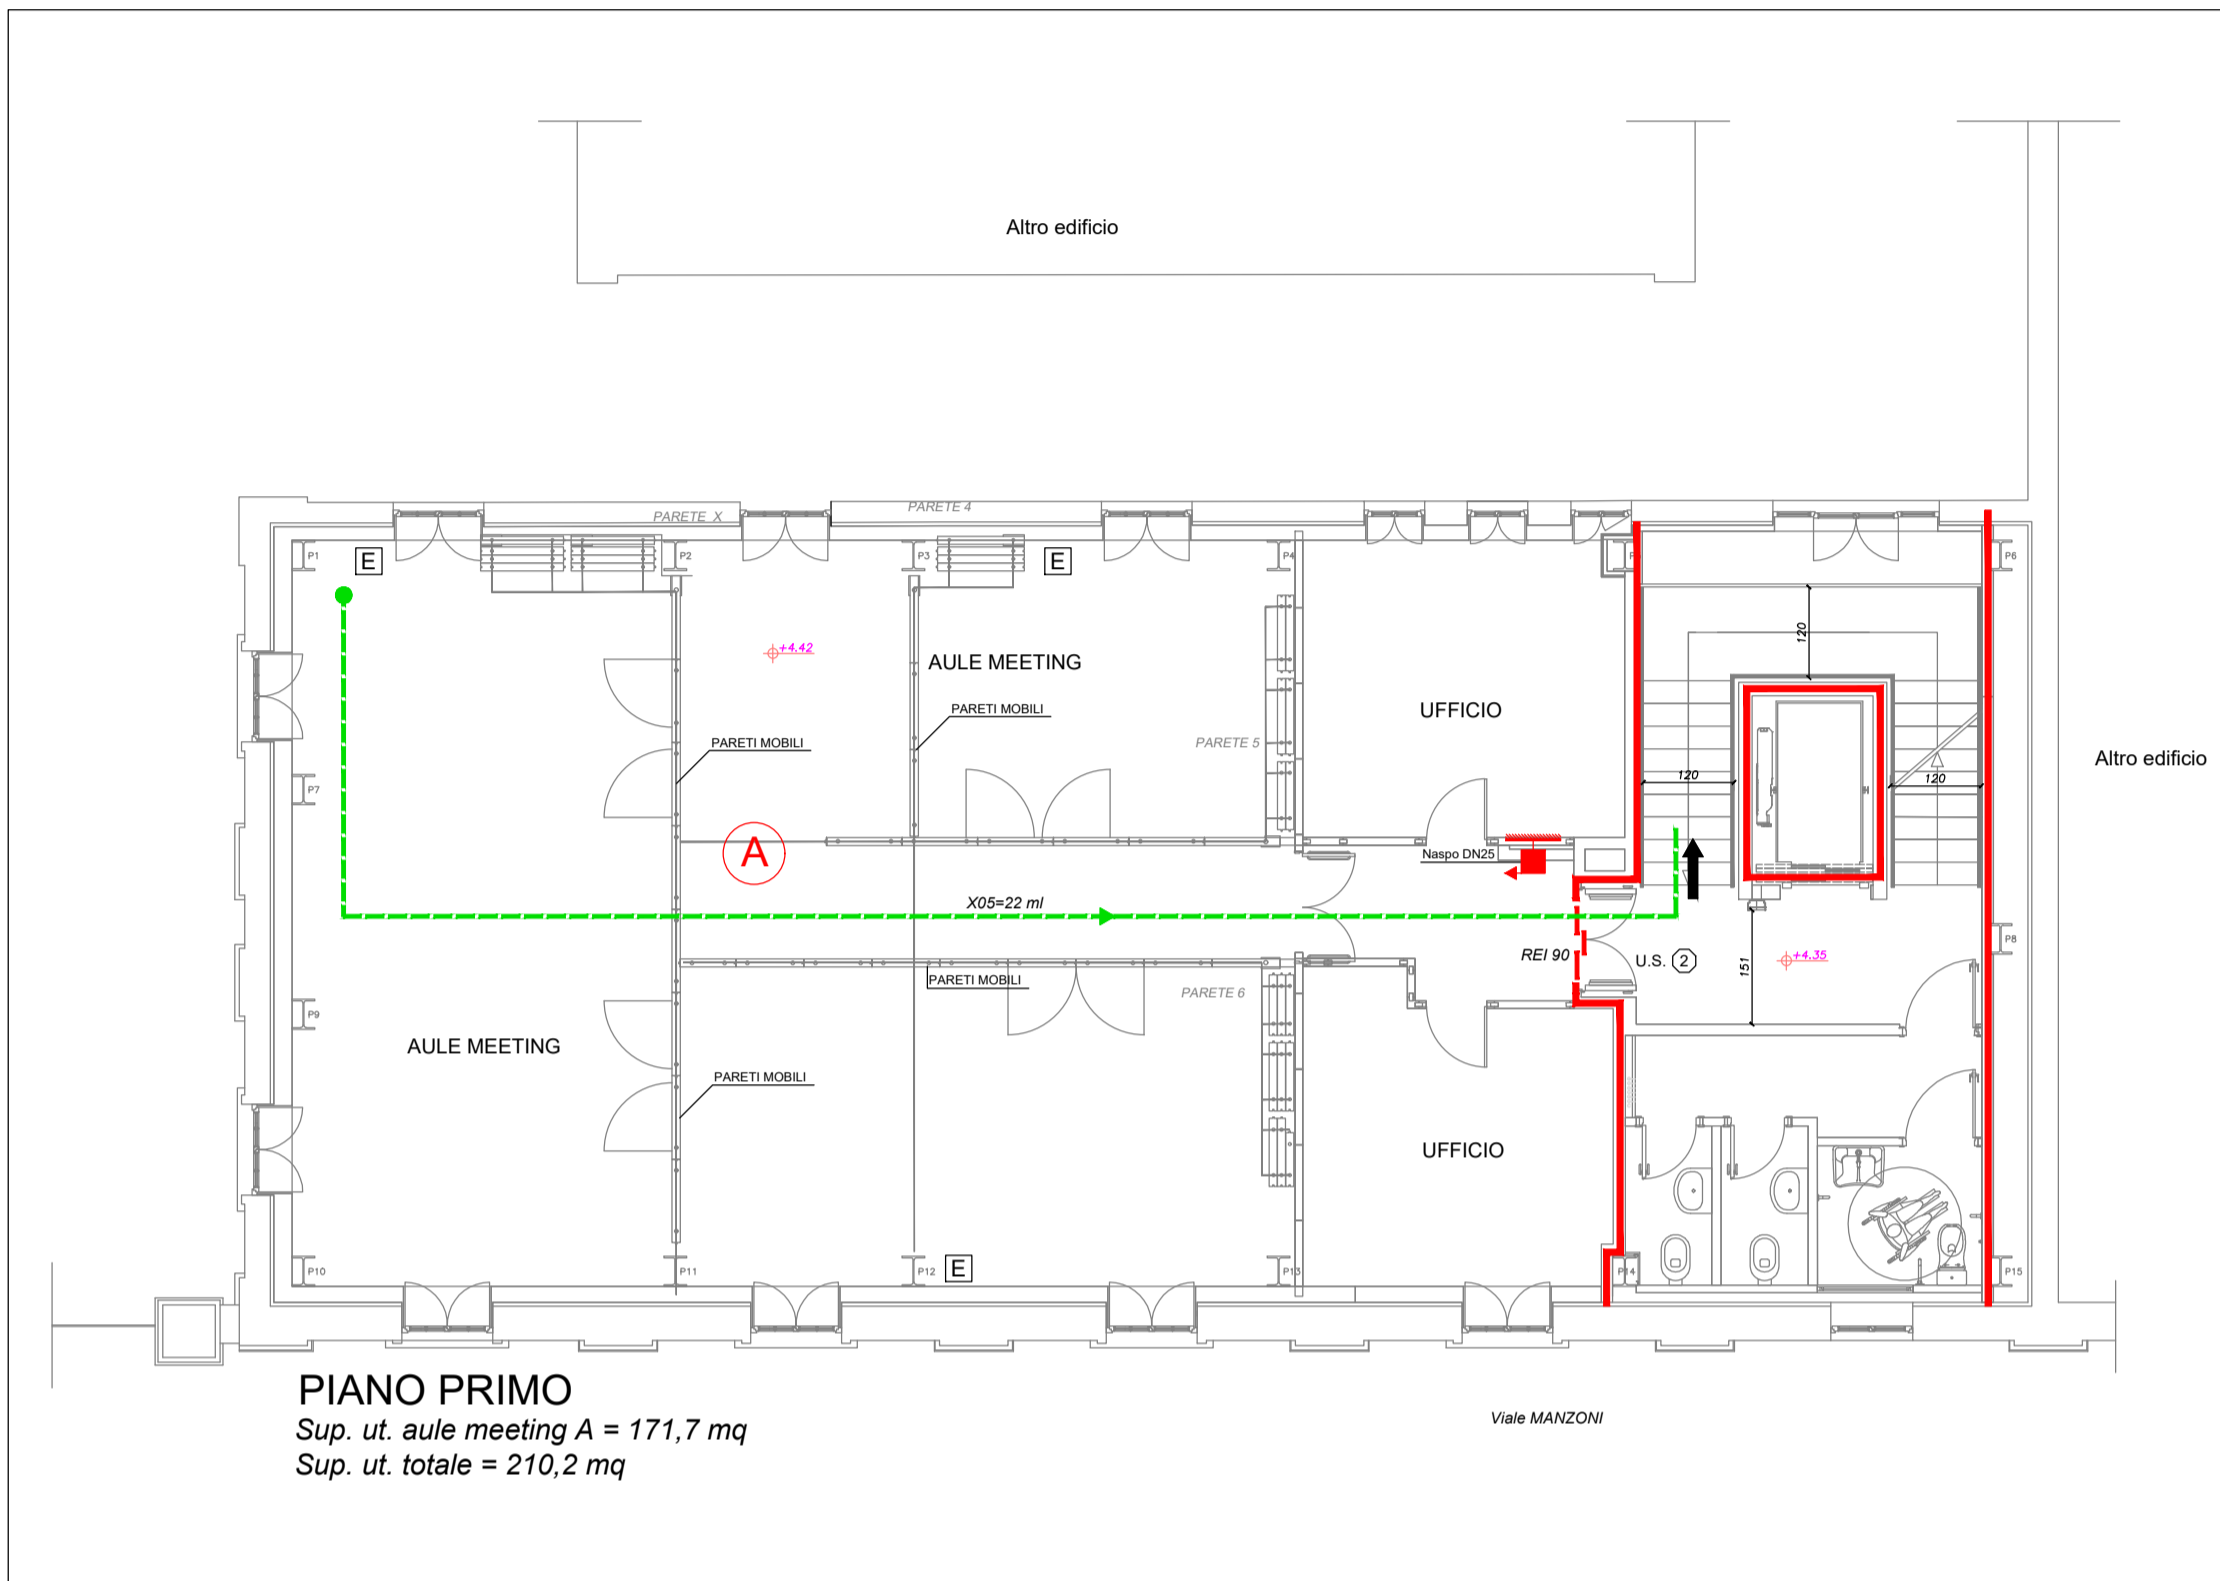 Altro edificio
PARETE X
PARETE 4
P1
E
P2
P3
E
P4
P6
+4.42
AULE MEETING
120
PARETI MOBILI
UFFICIO
PARETI MOBILI
PARETE 5
Altro edificio
P7
120
120
A
Naspo DN25
X05=22 ml
REI 90
U.S. 2
+4.35
P8
151
PARETI MOBILI
PARETE 6
P9
AULE MEETING
PARETI MOBILI
UFFICIO
P10
P11
P12
E
P13
P14
P15
PIANO PRIMO
Sup. ut. aule meeting A = 171,7 mq
Sup. ut. totale = 210,2 mq
Viale MANZONI